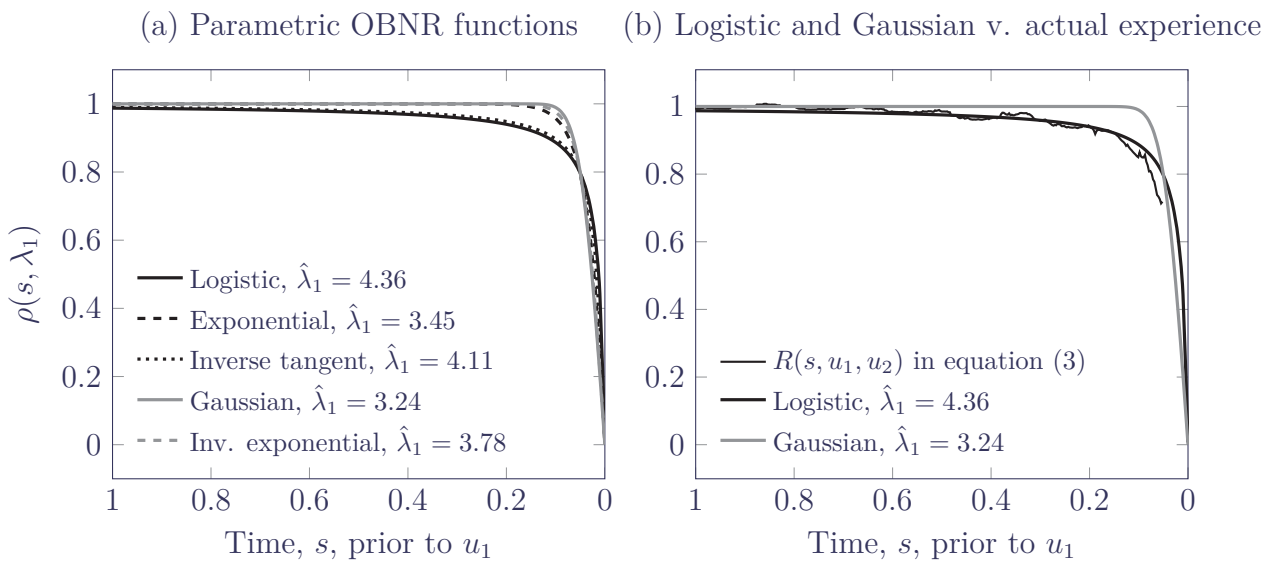 (a) Parametric OBNR functions
ρ(s, λ₁)
1
0.8
0.6
0.4
0.2
0
Logistic, λ̂₁ = 4.36
Exponential, λ̂₁ = 3.45
Inverse tangent, λ̂₁ = 4.11
Gaussian, λ̂₁ = 3.24
Inv. exponential, λ̂₁ = 3.78
1 0.8 0.6 0.4 0.2 0
Time, s, prior to u₁
(b) Logistic and Gaussian v. actual experience
1
0.8
0.6
0.4
0.2
0
R(s, u₁, u₂) in equation (3)
Logistic, λ̂₁ = 4.36
Gaussian, λ̂₁ = 3.24
1 0.8 0.6 0.4 0.2 0
Time, s, prior to u₁